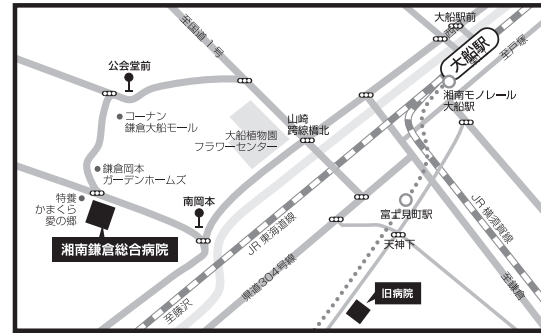 至国道1号
大船駅前
西口
大船駅
至戸塚
公会堂前
湘南モノレール
大船駅
コーナン
鎌倉大船モール
山崎
跨線橋北
大船植物園
フラワーセンター
鎌倉岡本
ガーデンホームズ
特養
かまくら
愛の郷
南岡本
富士見町駅
JR 横須賀線
湘南鎌倉総合病院
JR 東海道線
天神下
県道304号線
至鎌倉
至藤沢
旧病院